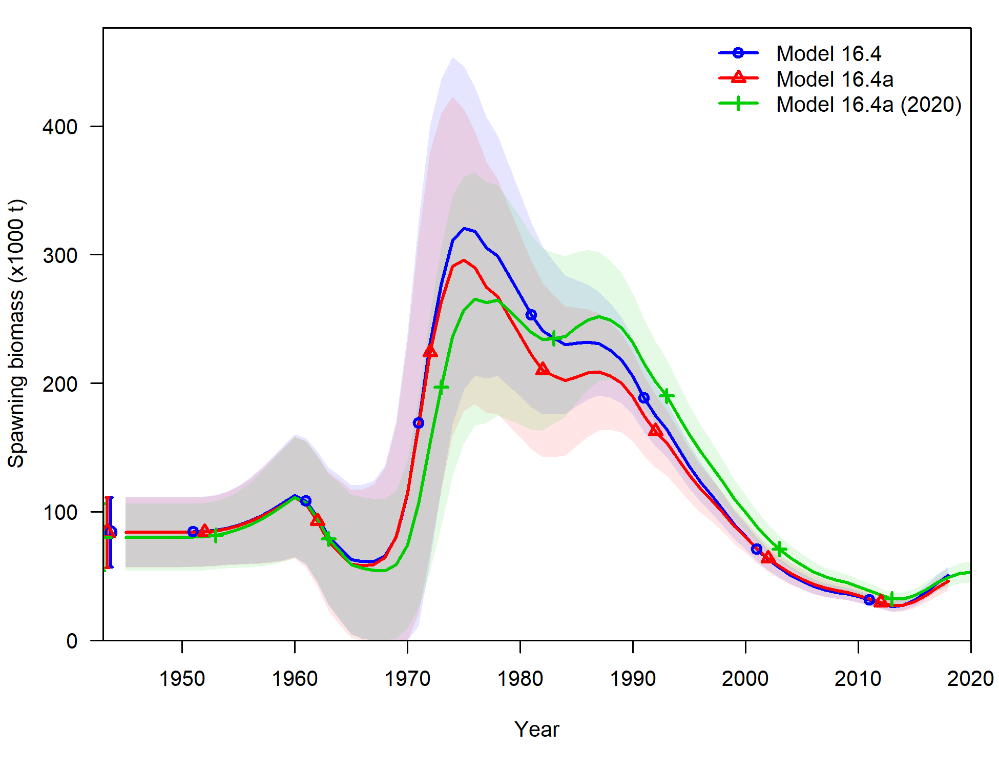 Model 16.4
Model 16.4a
Model 16.4a (2020)
400
300
200
100
0
Spawning biomass (x1000 t)
1950 1960 1970 1980 1990 2000 2010 2020
Year